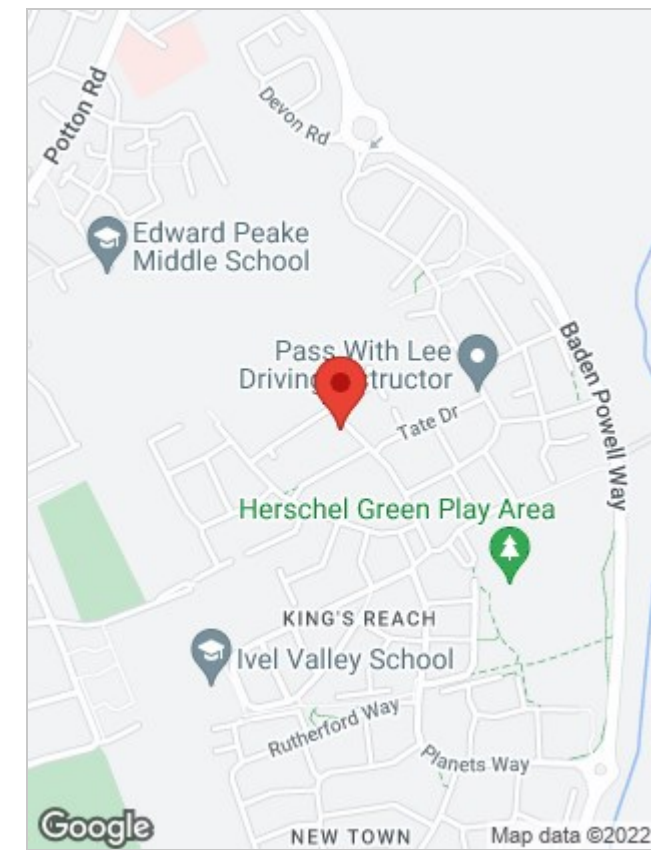 Potton Rd
Devon Rd
Edward Peake
Middle School
Pass With Lee
Driving structor
Baden Powell Way
Tate Dr
Herschel Green Play Area
KING'S REACH
Ivel Valley School
Rutherford Way
Planets Way
Google
NEW TOWN
Map data ©2022